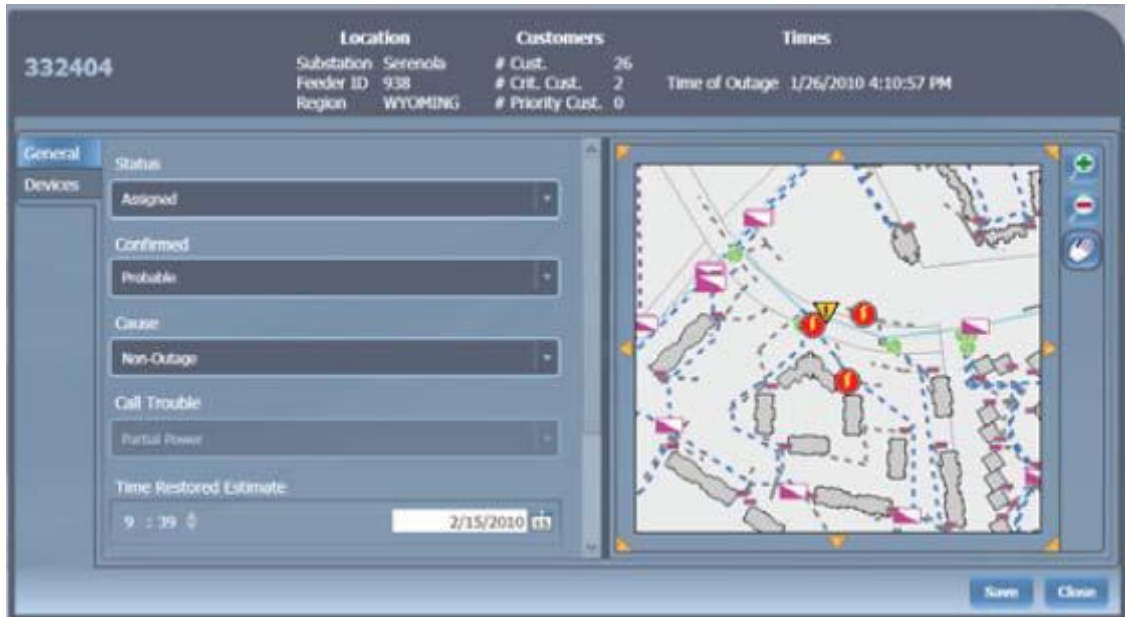 332404
Location
Substation Serenola
Feeder ID 938
Region WYOMING
Customers
# Cust. 26
# Crit. Cust. 2
# Priority Cust. 0
Times
Time of Outage 1/26/2010 4:10:57 PM
General
Devices
Status
Assigned
Confirmed
Probable
Cause
Non-Outage
Call Trouble
Partial Power
Time Restored Estimate
9 : 39
2/15/2010
Save
Close